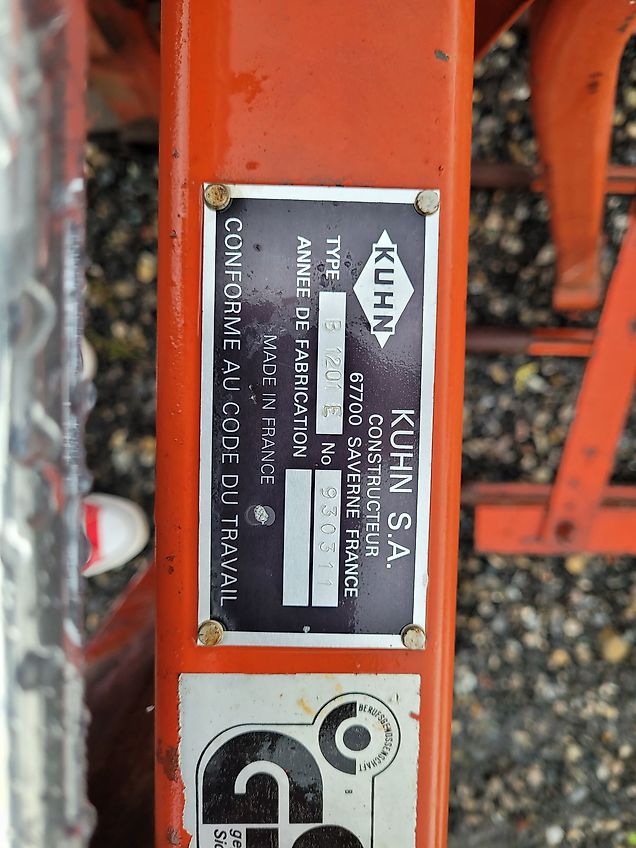 KUHN
KUHN S.A.
CONSTRUCTEUR
67700 SAVERNE FRANCE
TYPE B 1201 E No 930311
ANNEE DE FABRICATION
MADE IN FRANCE
CONFORME AU CODE DU TRAVAIL
BERUFSGENOSSENSCHAFT